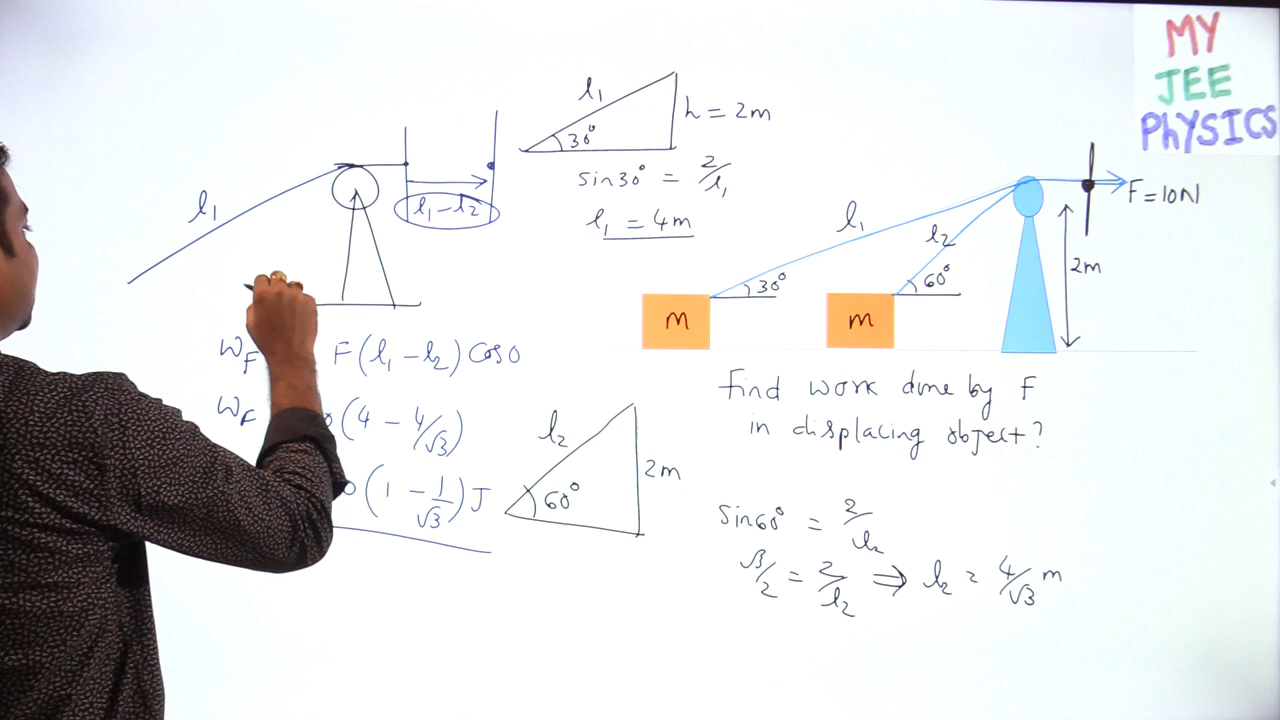 MY
JEE
PHYSICS
l₁
l₁ - l₂
l₁
30°
h = 2m
sin30° = 2/l₁
l₁ = 4m
W_F F(l₁ - l₂) Cos0
W_F (4 - 4/√3)
(1 - 1/√3) J
l₂
60°
2m
l₁
l₂
F = 10N
30°
60°
2m
m
m
Find work done by F
in displacing object?
Sin60° = 2/l₂
√3/2 = 2/l₂ ⇒ l₂ = 4/√3 m